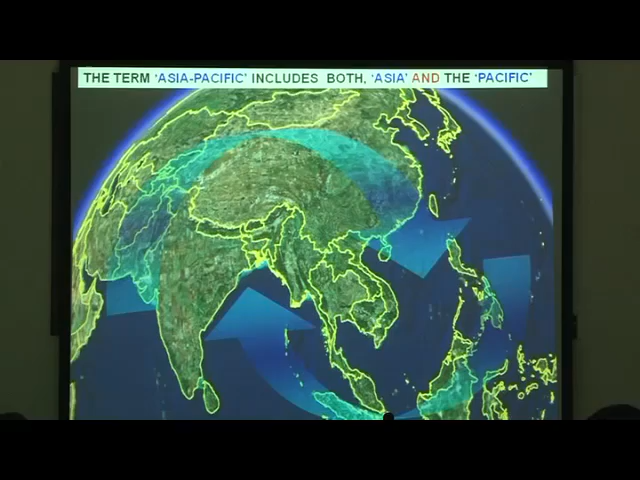 THE TERM ‘ASIA-PACIFIC’ INCLUDES BOTH, ‘ASIA’ AND THE ‘PACIFIC’